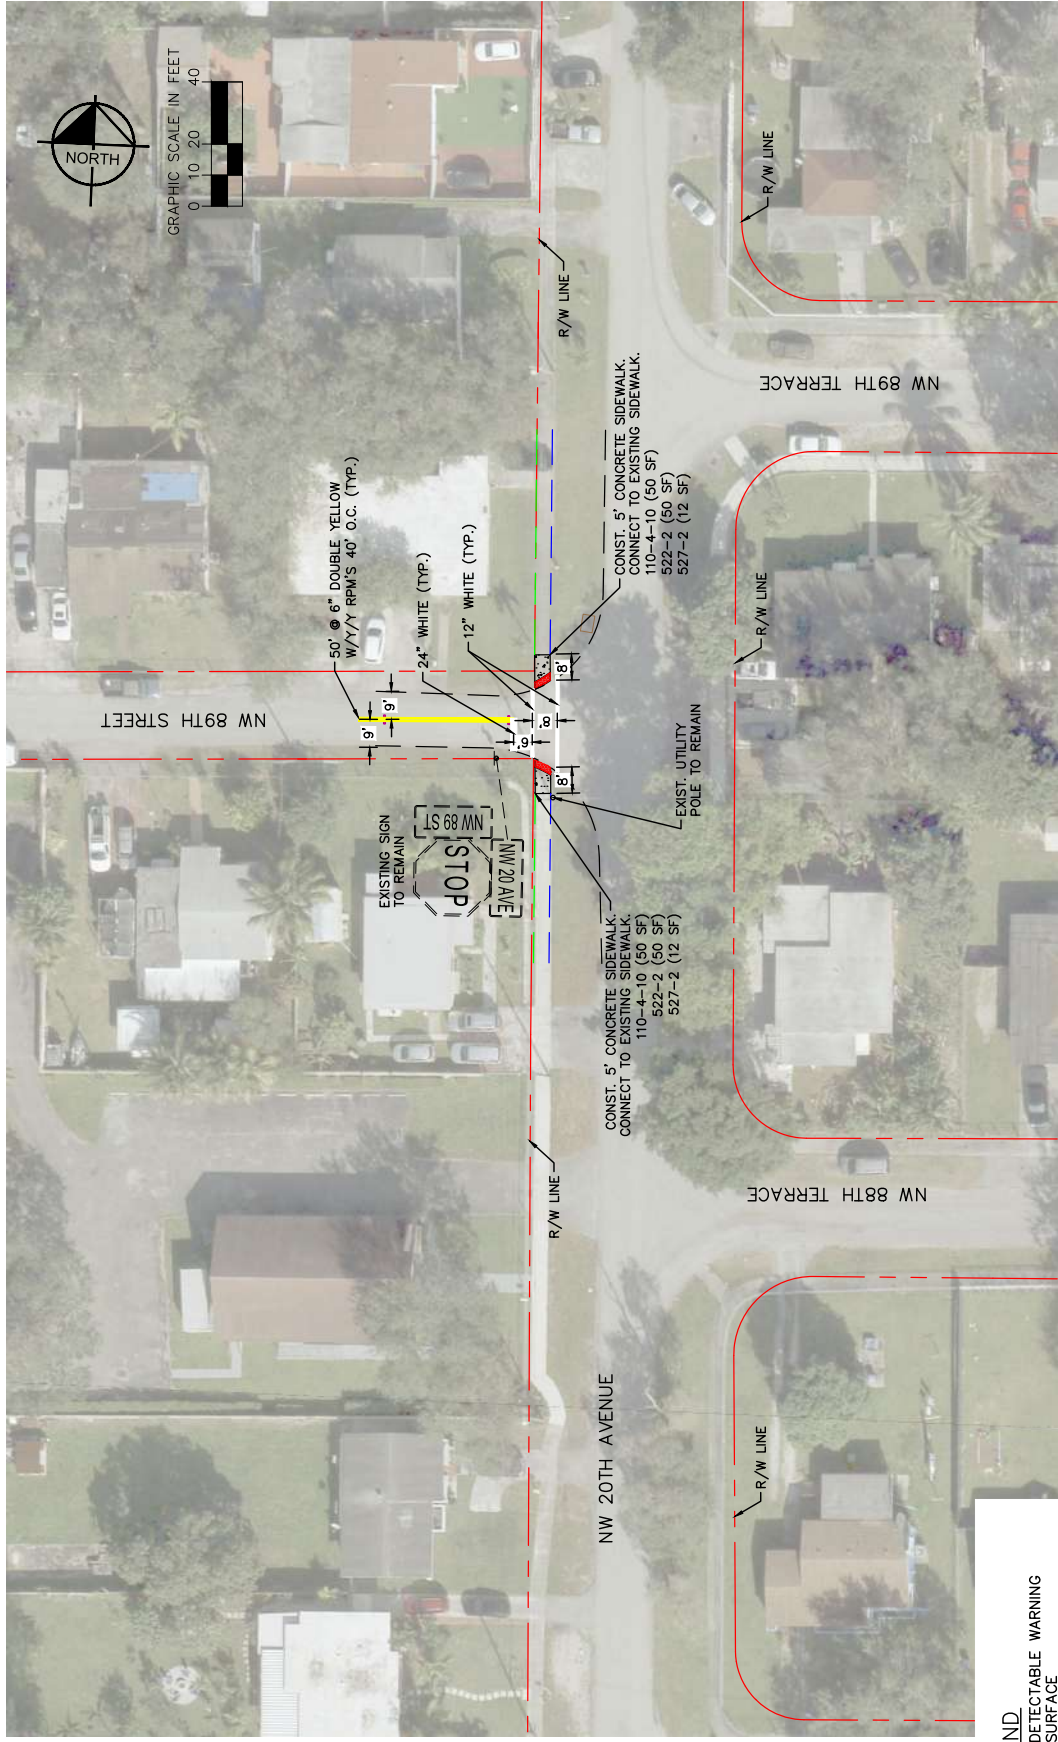 NORTH
GRAPHIC SCALE IN FEET
0 10 20 40
R/W LINE
R/W LINE
NW 89TH TERRACE
CONST. 5' CONCRETE SIDEWALK.
CONNECT TO EXISTING SIDEWALK.
110-4-10 (50 SF)
522-2 (50 SF)
527-2 (12 SF)
50' @ 6" DOUBLE YELLOW
W/Y/Y RPM'S 40' O.C. (TYP.)
24" WHITE (TYP.)
12" WHITE (TYP.)
NW 89TH STREET
9'
9'
6'
8'
8'
8'
R/W LINE
EXISTING SIGN
TO REMAIN
NW 89 ST
STOP
NW 20 AVE
EXIST. UTILITY
POLE TO REMAIN
CONST. 5' CONCRETE SIDEWALK.
CONNECT TO EXISTING SIDEWALK.
110-4-10 (50 SF)
522-2 (50 SF)
527-2 (12 SF)
R/W LINE
NW 88TH TERRACE
NW 20TH AVENUE
R/W LINE
ND
DETECTABLE WARNING
SURFACE